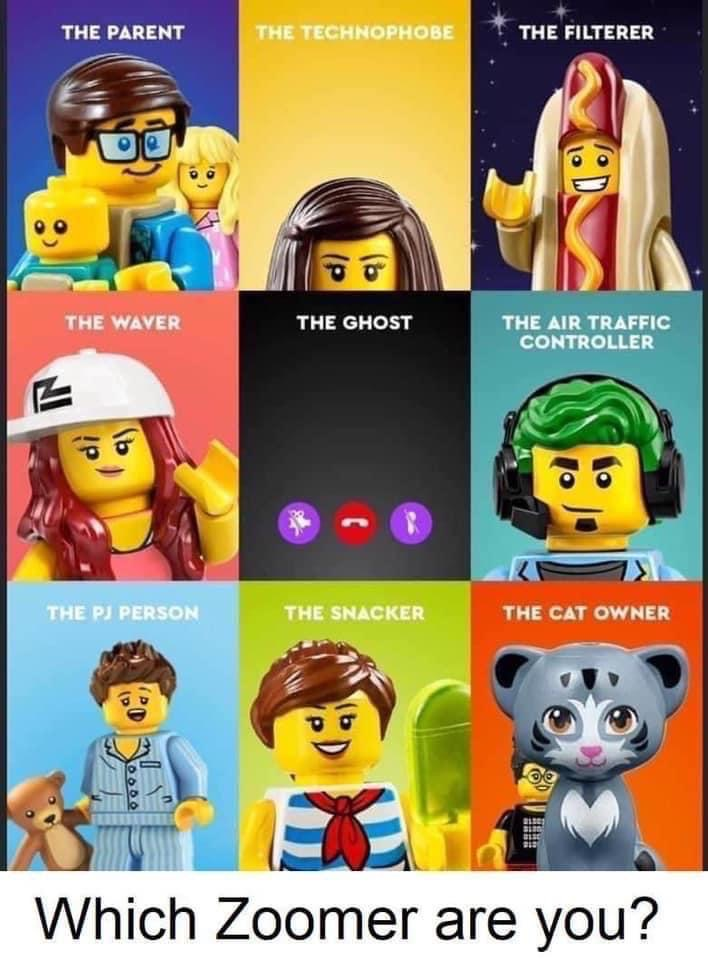 THE PARENT
THE TECHNOPHOBE
THE FILTERER
THE WAVER
THE GHOST
THE AIR TRAFFIC
CONTROLLER
THE PJ PERSON
THE SNACKER
THE CAT OWNER
Which Zoomer are you?